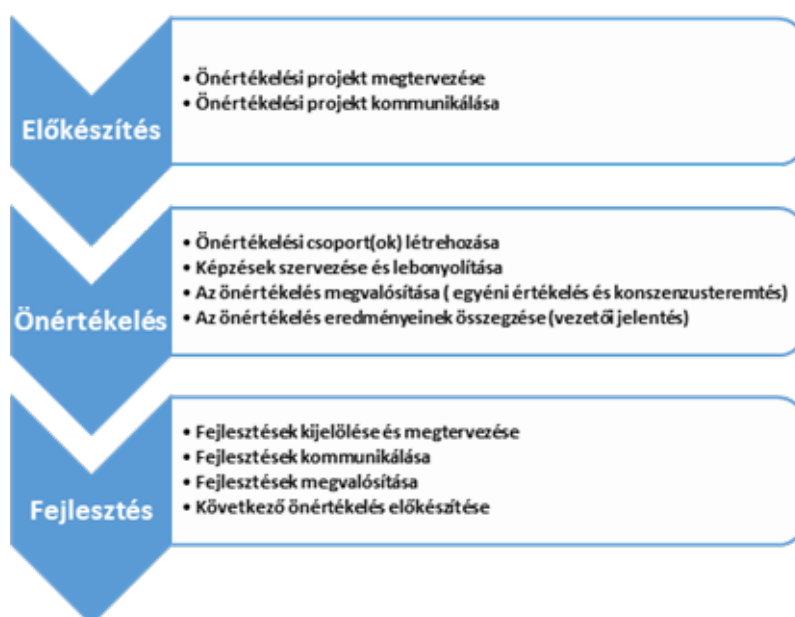 Előkészítés
• Önértékelési projekt megtervezése
• Önértékelési projekt kommunikálása
Önértékelés
• Önértékelési csoport(ok) létrehozása
• Képzések szervezése és lebonyolítása
• Az önértékelés megvalósítása ( egyéni értékelés és konszenzusteremtés)
• Az önértékelés eredményeinek összegzése (vezetői jelentés)
Fejlesztés
• Fejlesztések kijelölése és megtervezése
• Fejlesztések kommunikálása
• Fejlesztések megvalósítása
• Következő önértékelés előkészítése